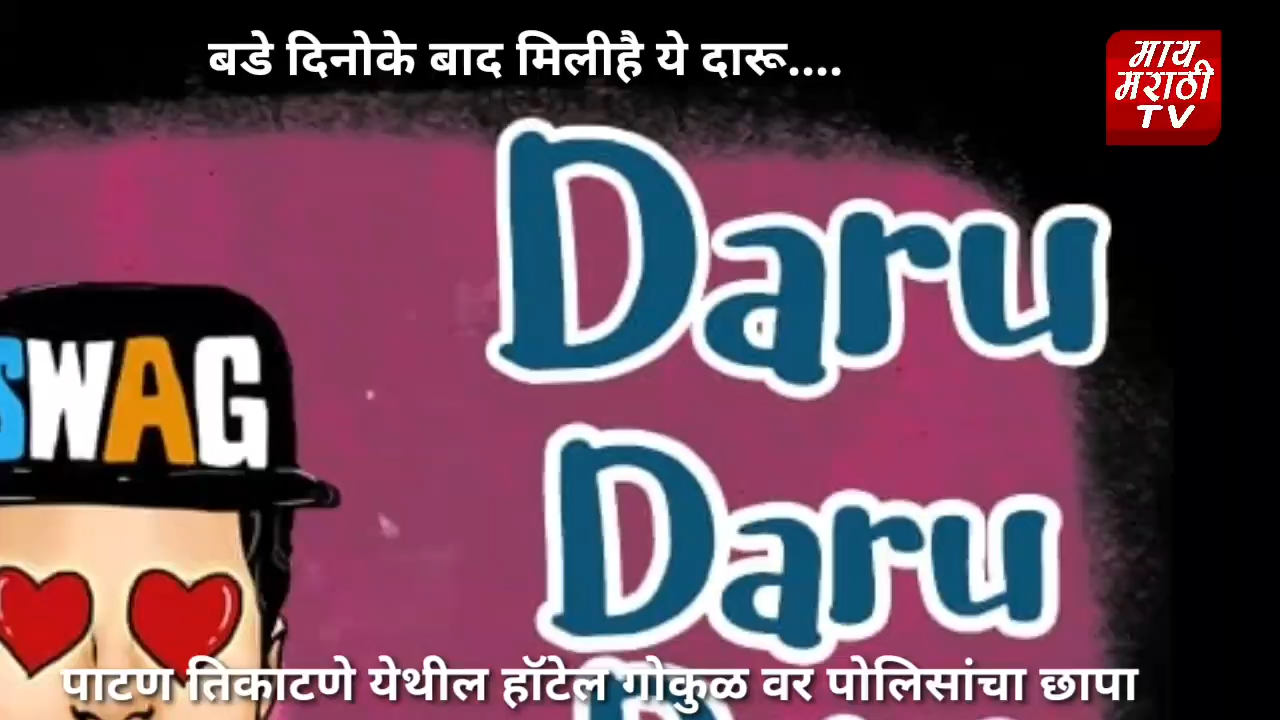 बडे दिनोके बाद मिलीहै ये दारू....
माय
मराठी
TV
Daru
SWAG
Daru
पाटण तिकाटणे येथील हॉटेल गोकुळ वर पोलिसांचा छापा